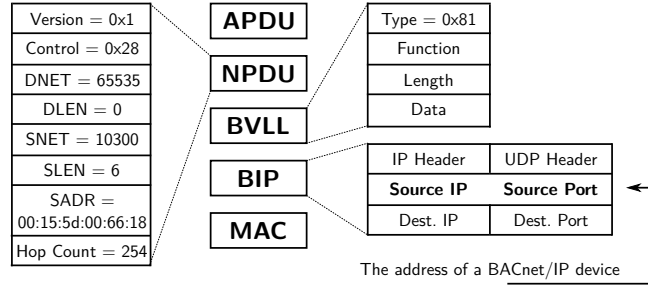 Version = 0x1
Control = 0x28
DNET = 65535
DLEN = 0
SNET = 10300
SLEN = 6
SADR =
00:15:5d:00:66:18
Hop Count = 254
APDU
NPDU
BVLL
BIP
MAC
Type = 0x81
Function
Length
Data
IP Header UDP Header
Source IP Source Port
Dest. IP Dest. Port
The address of a BACnet/IP device